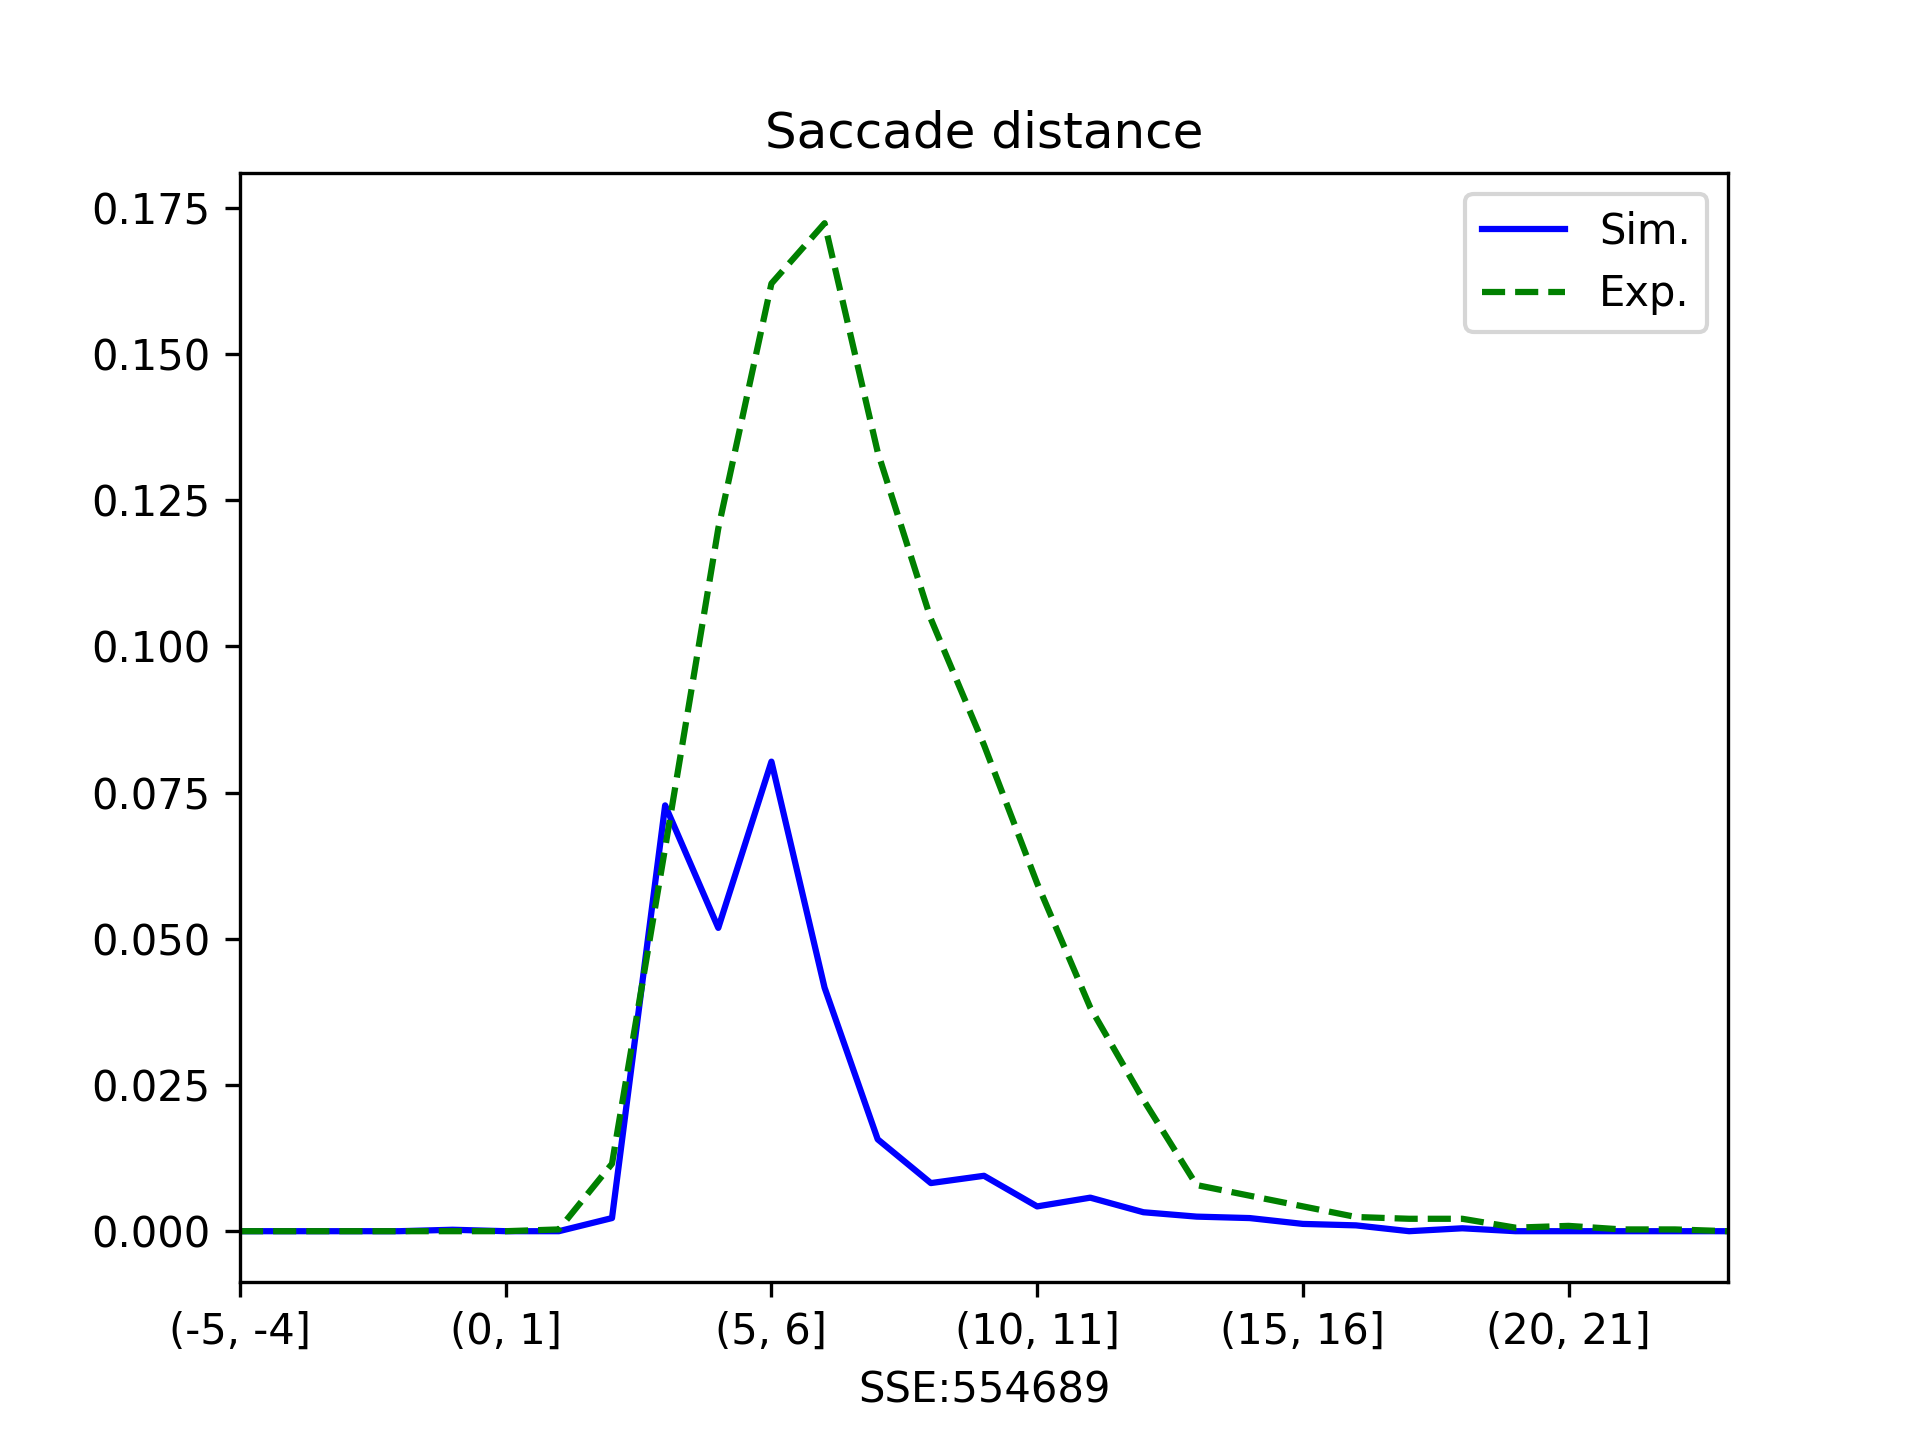 Saccade distance
0.175
0.150
0.125
0.100
0.075
0.050
0.025
0.000
Sim.
Exp.
(-5, -4] (0, 1] (5, 6] (10, 11] (15, 16] (20, 21]
SSE:554689